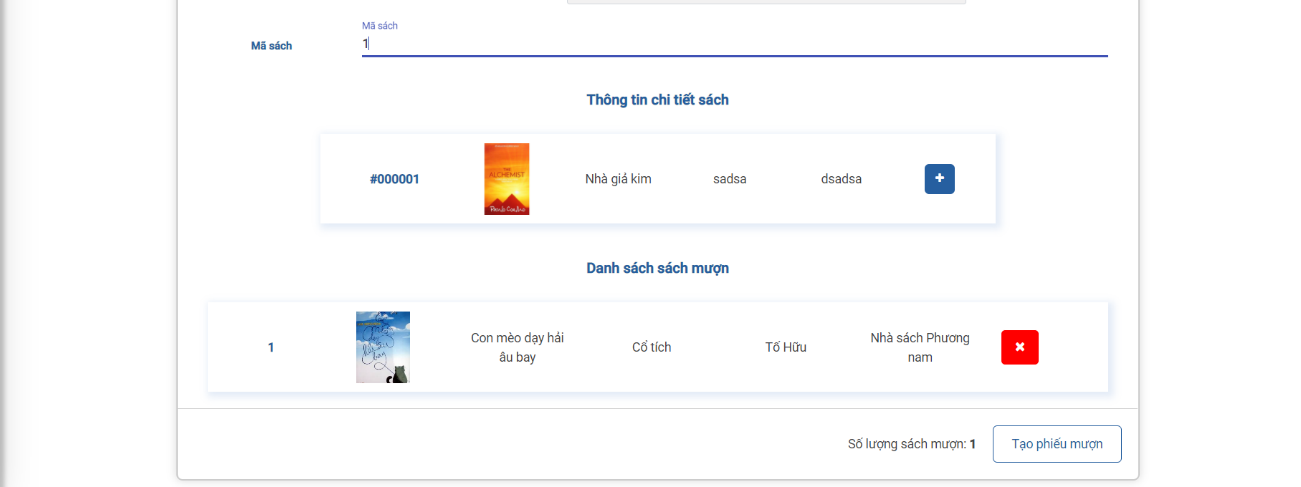 Mã sách
Mã sách
1
Thông tin chi tiết sách
#000001
THE
ALCHEMIST
Nhà giả kim
sadsa
dsadsa
Danh sách sách mượn
1
Con mèo dạy hải
âu bay
Cổ tích
Tố Hữu
Nhà sách Phương
nam
Số lượng sách mượn: 1
Tạo phiếu mượn